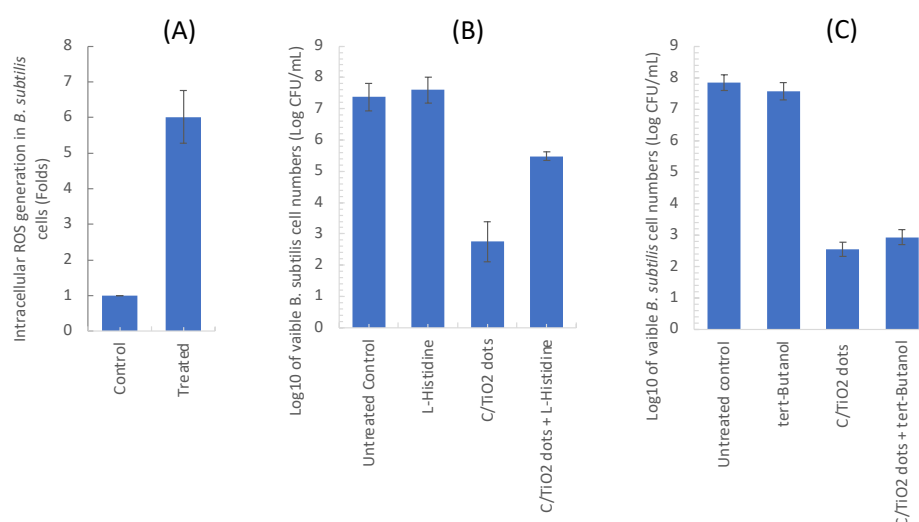 (A)
Intracellular ROS generation in B. subtilis
cells (Folds)
8
7
6
5
4
3
2
1
0
Control
Treated
(B)
Log10 of vaible B. subtilis cell numbers (Log CFU/mL)
9
8
7
6
5
4
3
2
1
0
Untreated Control
L-Histidine
C/TiO2 dots
C/TiO2 dots + L-Histidine
(C)
Log10 of vaible B. subtilis cell numbers (Log CFU/mL)
9
8
7
6
5
4
3
2
1
0
Untreated control
tert-Butanol
C/TiO2 dots
C/TiO2 dots + tert-Butanol